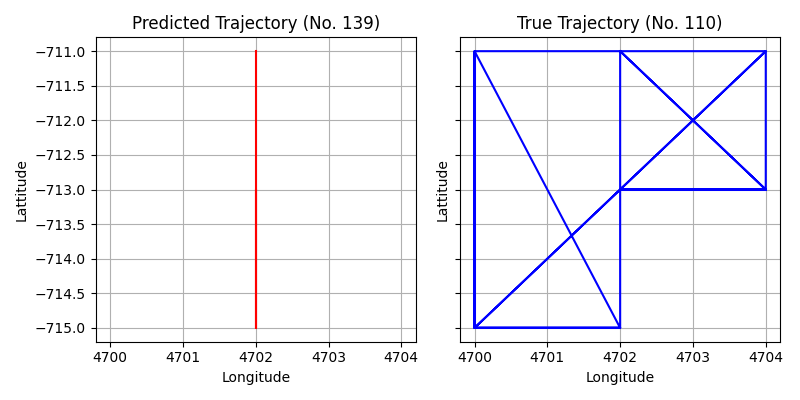 Predicted Trajectory (No. 139)
True Trajectory (No. 110)
Lattitude
−711.0
−711.5
−712.0
−712.5
−713.0
−713.5
−714.0
−714.5
−715.0
4700 4701 4702 4703 4704
Longitude
Lattitude
4700 4701 4702 4703 4704
Longitude